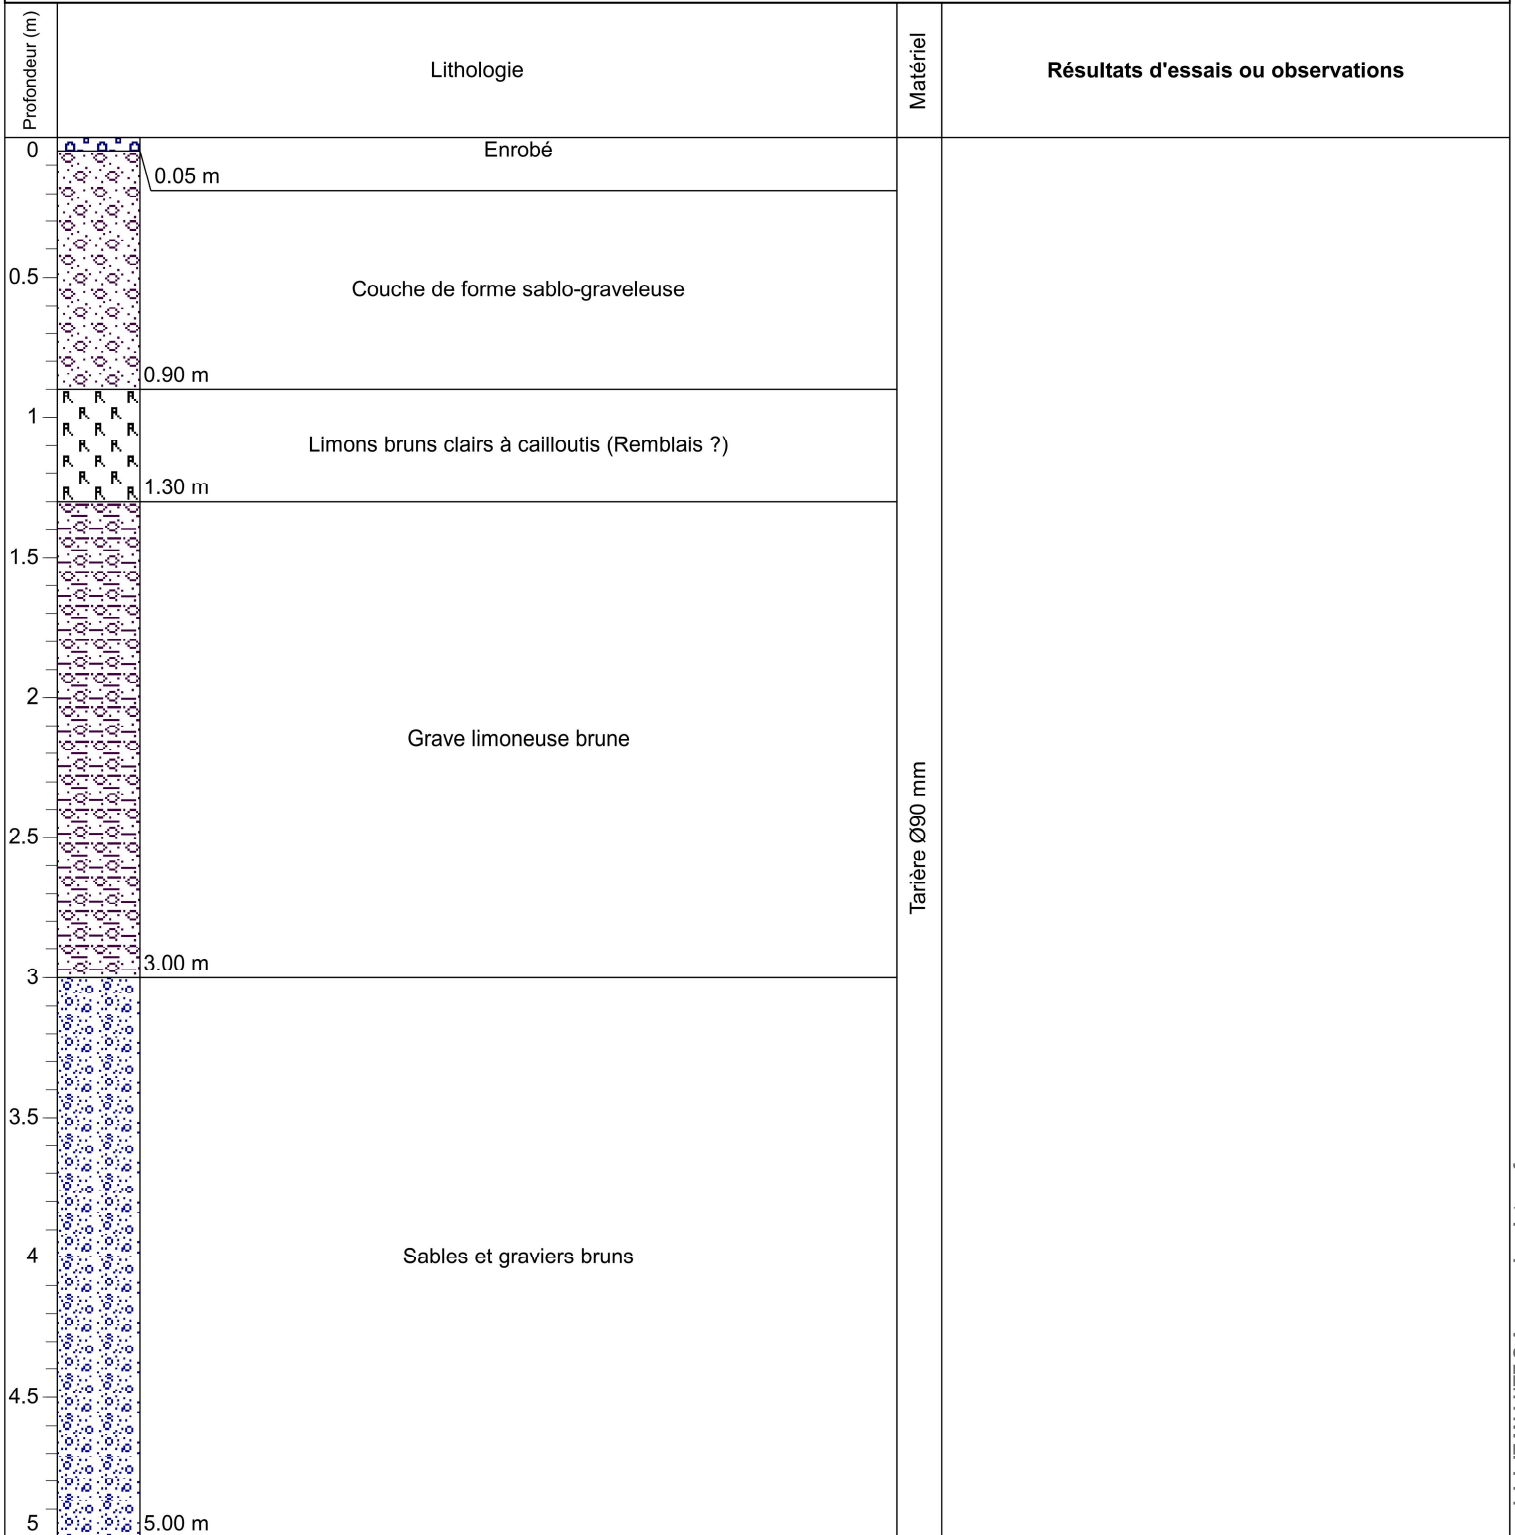 Profondeur (m)
Lithologie
Matériel
Résultats d'essais ou observations
0
Enrobé
0.05 m
0.5
Couche de forme sablo-graveleuse
0.90 m
1
Limons bruns clairs à cailloutis (Remblais ?)
1.30 m
1.5
2
Grave limoneuse brune
Tarière Ø90 mm
2.5
3.00 m
3
3.5
4
Sables et graviers bruns
4.5
5
5.00 m